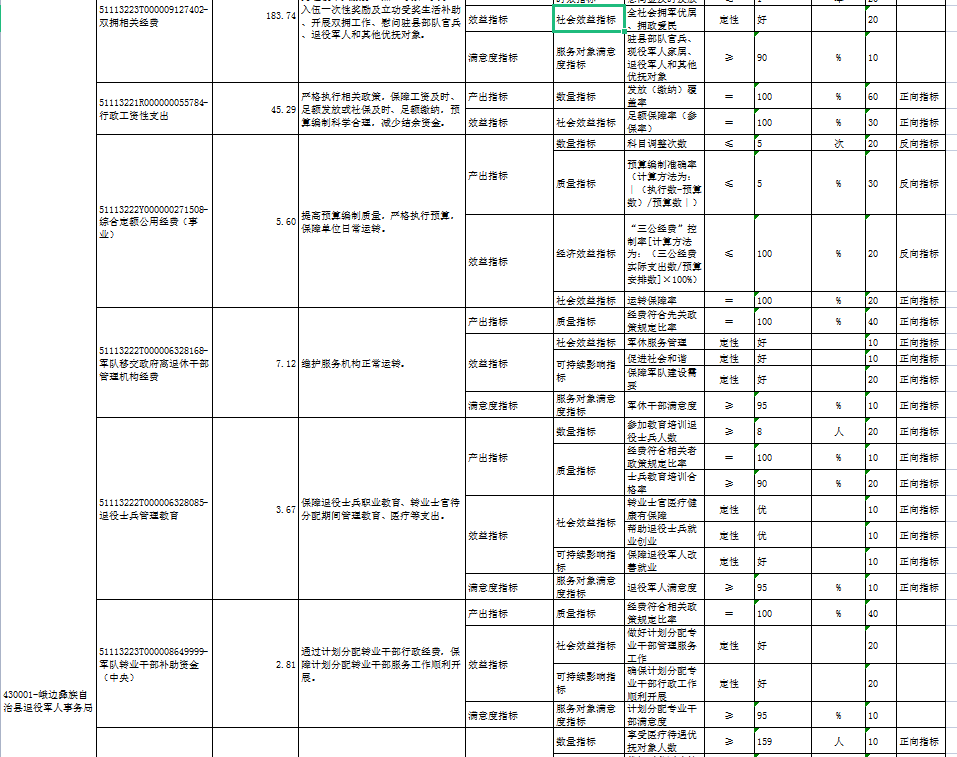 51113223T000009127402-
双拥相关经费
183.74
入伍一次性奖励及立功受奖生活补助
、开展双拥工作、慰问驻县部队官兵
、退役军人和其他优抚对象。
效益指标
社会效益指标
全社会拥军优属
、拥政爱民
定性
好
20
满意度指标
服务对象满意
度指标
驻县部队官兵、
现役军人家属、
退役军人和其他
优抚对象
≥
90
%
10
51113221R000000055784-
行政工资性支出
45.29
严格执行相关政策,保障工资及时、
足额发放或社保及时、足额缴纳,预
算编制科学合理,减少结余资金。
产出指标
数量指标
发放(缴纳)覆
盖率
=
100
%
60
正向指标
效益指标
社会效益指标
足额保障率(参
保率)
=
100
%
30
正向指标
51113222Y000000271508-
综合定额公用经费(事
业)
5.60
提高预算编制质量,严格执行预算,
保障单位日常运转。
产出指标
数量指标
科目调整次数
≤
5
次
20
反向指标
质量指标
预算编制准确率
(计算方法为:
∣(执行数-预算
数)/预算数∣)
≤
5
%
30
反向指标
效益指标
经济效益指标
“三公经费”控
制率[计算方法
为:(三公经费
实际支出数/预算
安排数]×100%)
≤
100
%
20
反向指标
社会效益指标
运转保障率
=
100
%
20
正向指标
51113222T000006328168-
军队移交政府离退休干部
管理机构经费
7.12
维护服务机构正常运转。
产出指标
质量指标
经费符合先关政
策规定比率
=
100
%
40
正向指标
效益指标
社会效益指标
军休服务管理
定性
好
10
正向指标
可持续影响指
标
促进社会和谐
定性
好
10
正向指标
保障军队建设需
要
定性
好
20
正向指标
满意度指标
服务对象满意
度指标
军休干部满意度
≥
95
%
10
正向指标
51113222T000006328085-
退役士兵管理教育
3.67
保障退役士兵职业教育、转业士官待
分配期间管理教育、医疗等支出。
产出指标
数量指标
参加教育培训退
役士兵人数
≥
8
人
20
正向指标
质量指标
经费符合相关者
政策规定比率
=
100
%
10
正向指标
士兵教育培训合
格率
≥
90
%
20
正向指标
效益指标
社会效益指标
转业士官医疗健
康有保障
定性
优
10
正向指标
帮助退役士兵就
业创业
定性
优
10
正向指标
可持续影响指
标
保障退役军人改
善就业
定性
好
10
正向指标
满意度指标
服务对象满意
度指标
退役军人满意度
≥
95
%
10
正向指标
430001-峨边彝族自
治县退役军人事务局
51113223T000008649999-
军队转业干部补助资金
(中央)
2.81
通过计划分配转业干部行政经费,保
障计划分配转业干部服务工作顺利开
展。
产出指标
质量指标
经费符合相关政
策规定比率
=
100
%
40
效益指标
社会效益指标
做好计划分配专
业干部管理服务
工作
定性
好
20
可持续影响指
标
确保计划分配专
业干部行政工作
顺利开展
定性
好
20
满意度指标
服务对象满意
度指标
计划分配专业干
部满意度
≥
95
%
10
数量指标
享受医疗待遇优
抚对象人数
≥
159
人
10
正向指标